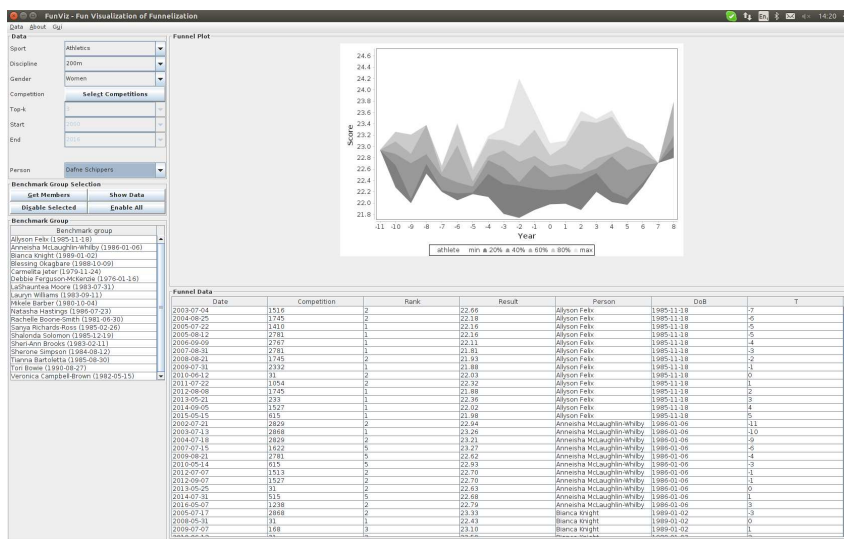 FunViz - Fun Visualization of Funnelization
En
14:20
Data About Gui
Data
Sport Athletics
Discipline 200m
Gender Women
Competition Select Competitions
Top-k
Start
End
Person Dafne Schippers
Benchmark Group Selection
Get Members Show Data
Disable Selected Enable All
Benchmark Group
Benchmark group
Allyson Felix (1985-11-18)
Anneisha McLaughlin-Whilby (1986-01-06)
Bianca Knight (1989-01-02)
Blessing Okagbare (1988-10-09)
Carmelita Jeter (1979-11-24)
Debbie Ferguson-McKenzie (1976-01-16)
LaShauntea Moore (1983-07-31)
Lauryn Williams (1983-09-11)
Mikele Barber (1980-10-04)
Natasha Hastings (1986-07-23)
Rachelle Boone-Smith (1981-06-30)
Sanya Richards-Ross (1985-02-26)
Shalonda Solomon (1985-12-19)
Sheri-Ann Brooks (1983-02-11)
Sherone Simpson (1984-08-12)
Tianna Bartoletta (1985-08-30)
Tori Bowie (1990-08-27)
Veronica Campbell-Brown (1982-05-15)
Funnel Plot
24.6
24.4
24.2
24.0
23.8
23.6
23.4
23.2
23.0
22.8
22.6
22.4
22.2
22.0
21.8
Score
-11 -10 -9 -8 -7 -6 -5 -4 -3 -2 -1 0 1 2 3 4 5 6 7 8
Year
athlete min 20% 40% 60% 80% max
Funnel Data
Date Competition Rank Result Person DoB T
2003-07-04 1516 2 22.66 Allyson Felix 1985-11-18 -7
2004-08-25 1745 2 22.18 Allyson Felix 1985-11-18 -6
2005-07-22 1410 1 22.16 Allyson Felix 1985-11-18 -5
2005-08-12 2781 1 22.16 Allyson Felix 1985-11-18 -5
2006-09-09 2767 1 22.11 Allyson Felix 1985-11-18 -4
2007-08-31 2781 1 21.81 Allyson Felix 1985-11-18 -3
2008-08-21 1745 2 21.93 Allyson Felix 1985-11-18 -2
2009-07-31 2332 1 21.88 Allyson Felix 1985-11-18 -1
2010-06-12 31 2 22.03 Allyson Felix 1985-11-18 0
2011-07-22 1054 2 22.32 Allyson Felix 1985-11-18 1
2012-08-08 1745 1 21.88 Allyson Felix 1985-11-18 2
2013-05-21 233 1 22.36 Allyson Felix 1985-11-18 3
2014-09-05 1527 1 22.02 Allyson Felix 1985-11-18 4
2015-05-15 615 1 21.98 Allyson Felix 1985-11-18 5
2002-07-21 2829 2 22.94 Anneisha McLaughlin-Whilby 1986-01-06 -11
2003-07-13 2868 1 23.26 Anneisha McLaughlin-Whilby 1986-01-06 -10
2004-07-18 2829 2 23.21 Anneisha McLaughlin-Whilby 1986-01-06 -9
2007-07-15 1622 5 23.27 Anneisha McLaughlin-Whilby 1986-01-06 -6
2009-08-21 2781 5 22.62 Anneisha McLaughlin-Whilby 1986-01-06 -4
2010-05-14 615 5 22.93 Anneisha McLaughlin-Whilby 1986-01-06 -3
2012-07-07 1513 2 22.70 Anneisha McLaughlin-Whilby 1986-01-06 -1
2012-09-07 1527 2 22.70 Anneisha McLaughlin-Whilby 1986-01-06 -1
2013-05-25 31 2 22.63 Anneisha McLaughlin-Whilby 1986-01-06 0
2014-07-31 515 5 22.68 Anneisha McLaughlin-Whilby 1986-01-06 1
2016-05-07 1238 2 22.79 Anneisha McLaughlin-Whilby 1986-01-06 3
2005-07-17 2868 2 23.33 Bianca Knight 1989-01-02 -3
2008-05-31 31 1 22.43 Bianca Knight 1989-01-02 0
2009-07-07 168 3 23.10 Bianca Knight 1989-01-02 1